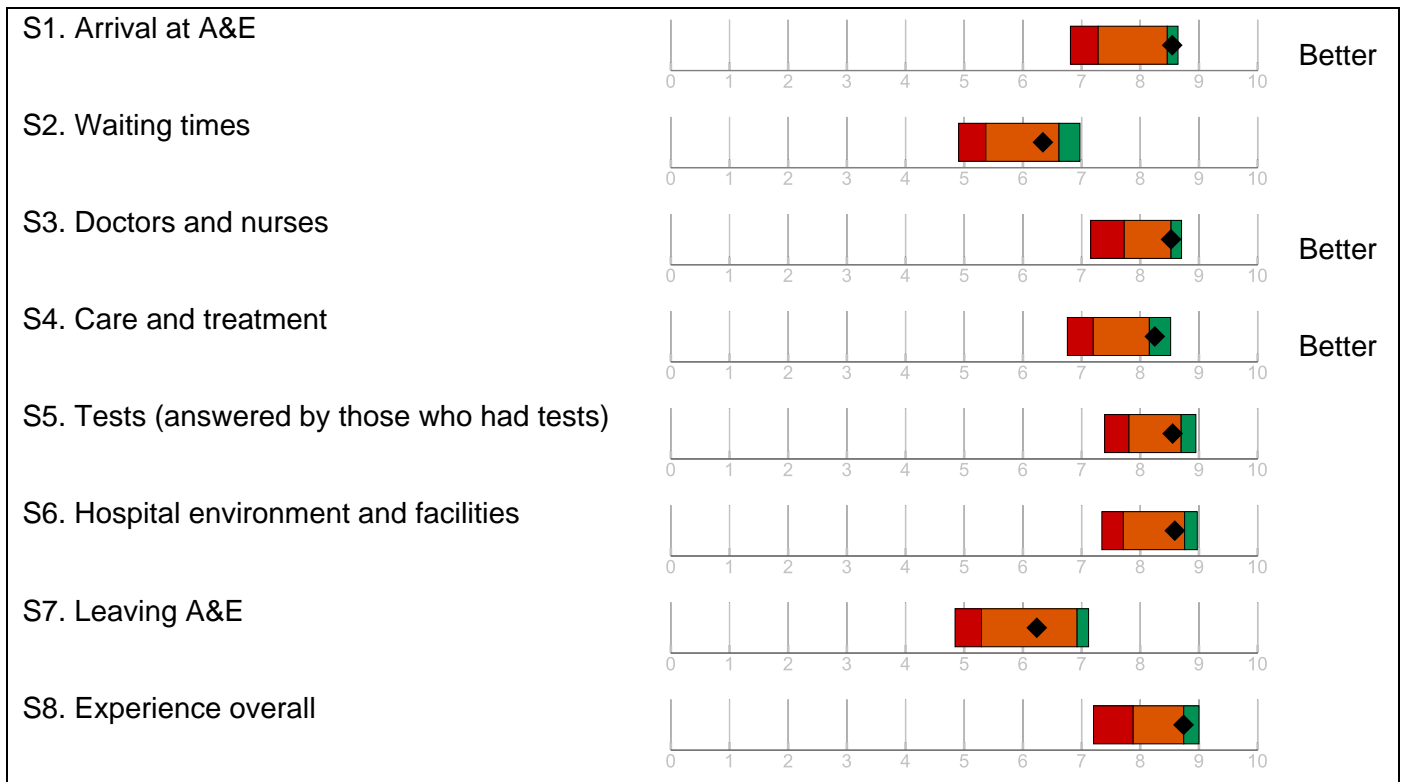 S1. Arrival at A&E
Better
0 1 2 3 4 5 6 7 8 9 10
S2. Waiting times
0 1 2 3 4 5 6 7 8 9 10
S3. Doctors and nurses
Better
0 1 2 3 4 5 6 7 8 9 10
S4. Care and treatment
Better
0 1 2 3 4 5 6 7 8 9 10
S5. Tests (answered by those who had tests)
0 1 2 3 4 5 6 7 8 9 10
S6. Hospital environment and facilities
0 1 2 3 4 5 6 7 8 9 10
S7. Leaving A&E
0 1 2 3 4 5 6 7 8 9 10
S8. Experience overall
0 1 2 3 4 5 6 7 8 9 10